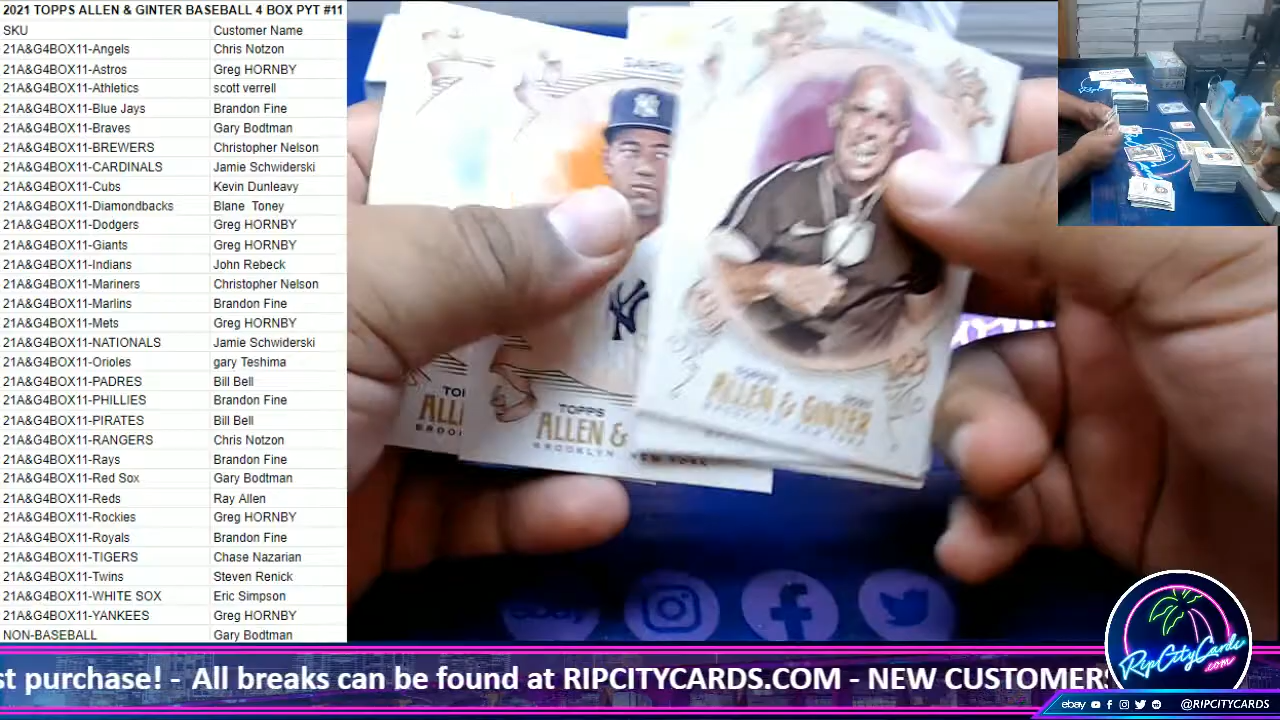 2021 TOPPS ALLEN & GINTER BASEBALL 4 BOX PYT #11
SKU Customer Name
21A&G4BOX11-Angels Chris Notzon
21A&G4BOX11-Astros Greg HORNBY
21A&G4BOX11-Athletics scott verrell
21A&G4BOX11-Blue Jays Brandon Fine
21A&G4BOX11-Braves Gary Bodtman
21A&G4BOX11-BREWERS Christopher Nelson
21A&G4BOX11-CARDINALS Jamie Schwiderski
21A&G4BOX11-Cubs Kevin Dunleavy
21A&G4BOX11-Diamondbacks Blane Toney
21A&G4BOX11-Dodgers Greg HORNBY
21A&G4BOX11-Giants Greg HORNBY
21A&G4BOX11-Indians John Rebeck
21A&G4BOX11-Mariners Christopher Nelson
21A&G4BOX11-Marlins Brandon Fine
21A&G4BOX11-Mets Greg HORNBY
21A&G4BOX11-NATIONALS Jamie Schwiderski
21A&G4BOX11-Orioles gary Teshima
21A&G4BOX11-PADRES Bill Bell
21A&G4BOX11-PHILLIES Brandon Fine
21A&G4BOX11-PIRATES Bill Bell
21A&G4BOX11-RANGERS Chris Notzon
21A&G4BOX11-Rays Brandon Fine
21A&G4BOX11-Red Sox Gary Bodtman
21A&G4BOX11-Reds Ray Allen
21A&G4BOX11-Rockies Greg HORNBY
21A&G4BOX11-Royals Brandon Fine
21A&G4BOX11-TIGERS Chase Nazarian
21A&G4BOX11-Twins Steven Renick
21A&G4BOX11-WHITE SOX Eric Simpson
21A&G4BOX11-YANKEES Greg HORNBY
NON-BASEBALL Gary Bodtman
NY
NY
TOPPS
ALLEN &
BROOKLYN NEW YORK
TOPPS
ALLEN & GINTER
ebay
st purchase! - All breaks can be found at RIPCITYCARDS.COM - NEW CUSTOMERS
RipCityCards
.com
ebay @RIPCITYCARDS